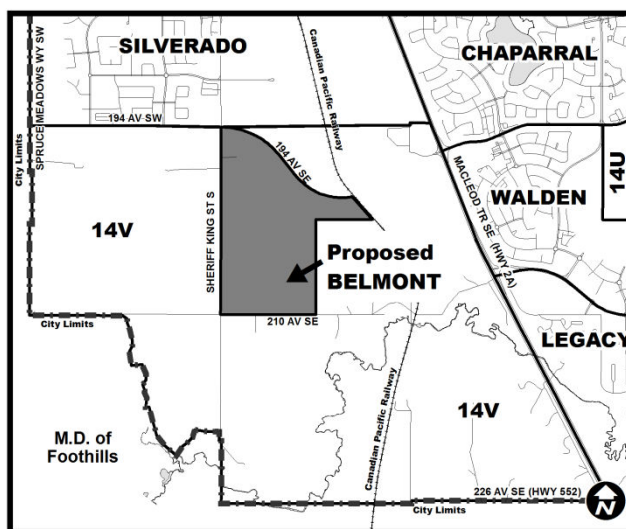 SILVERADO
CHAPARRAL
Canadian Pacific Railway
SPRUCE MEADOWS WY SW
City Limits
194 AV SW
194 AV SE
MACLEOD TR SE (HWY 2A)
14U
WALDEN
14V
SHERIFF KING ST S
Proposed
BELMONT
City Limits
210 AV SE
LEGACY
Canadian Pacific Railway
14V
M.D. of
Foothills
226 AV SE (HWY 552)
City Limits
N